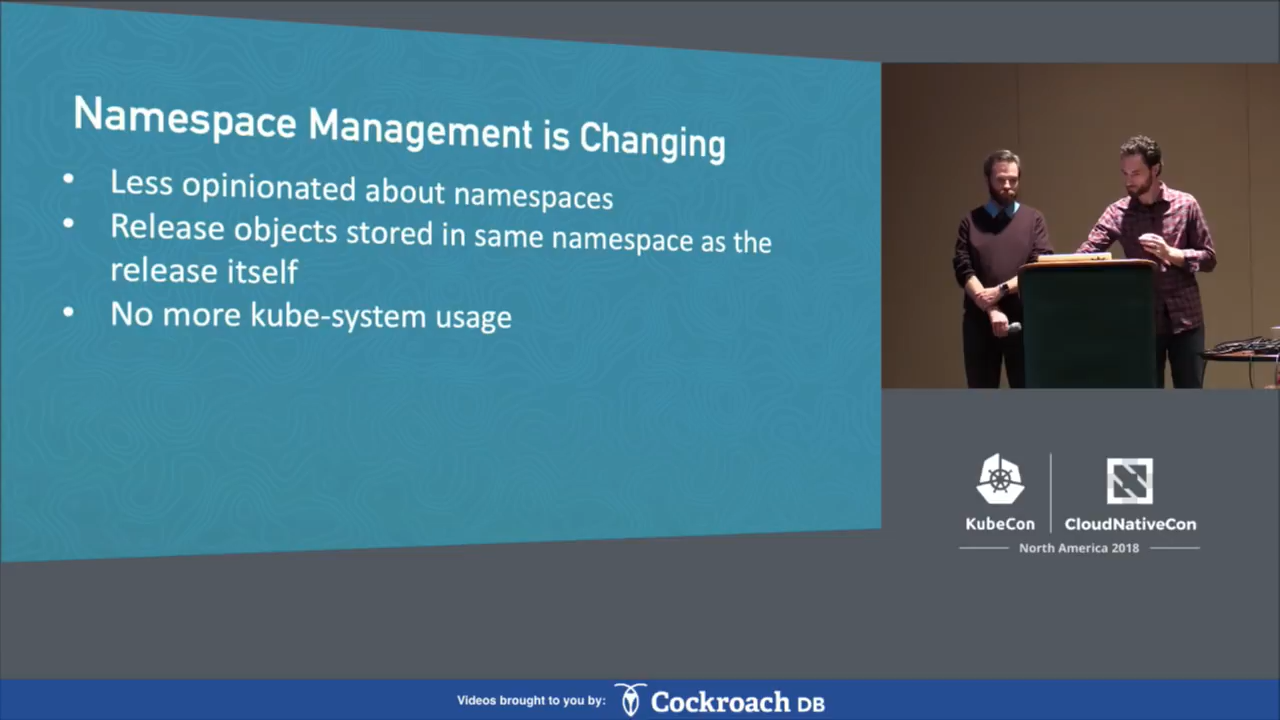 Namespace Management is Changing
• Less opinionated about namespaces
• Release objects stored in same namespace as the
release itself
• No more kube-system usage
KubeCon
CloudNativeCon
North America 2018
Videos brought to you by:
Cockroach DB